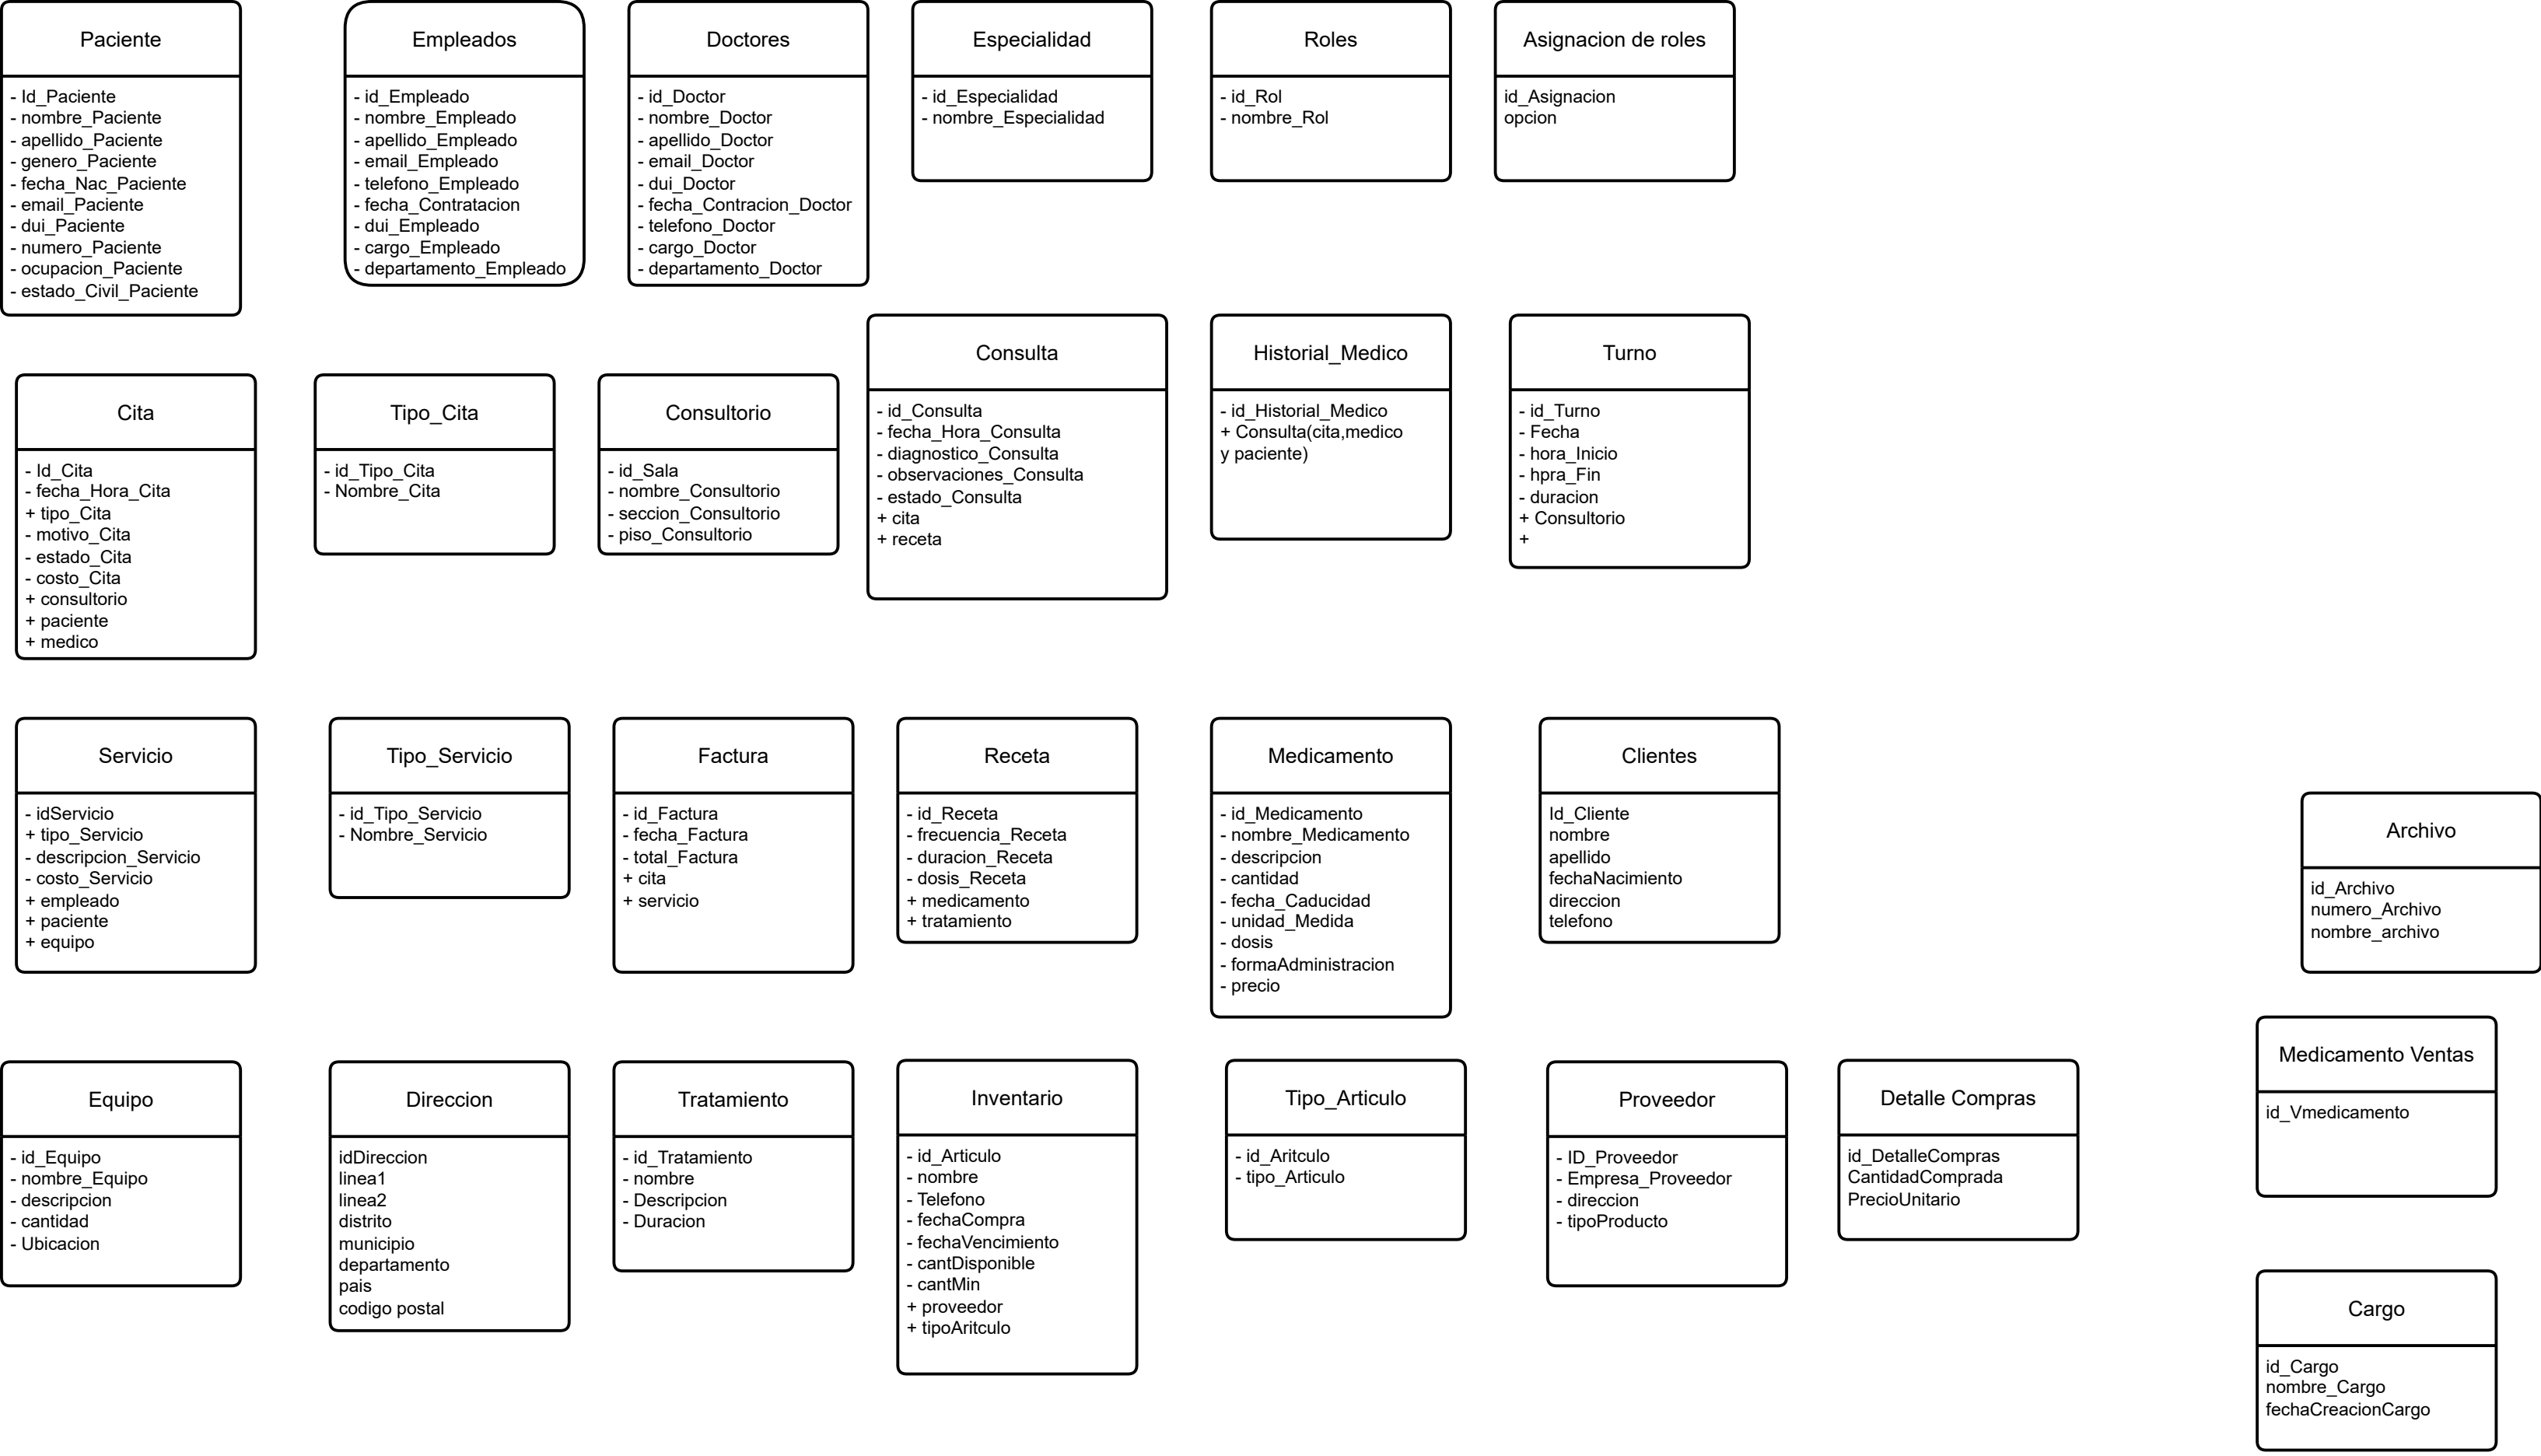 Paciente
- Id_Paciente
- nombre_Paciente
- apellido_Paciente
- genero_Paciente
- fecha_Nac_Paciente
- email_Paciente
- dui_Paciente
- numero_Paciente
- ocupacion_Paciente
- estado_Civil_Paciente
Empleados
- id_Empleado
- nombre_Empleado
- apellido_Empleado
- email_Empleado
- telefono_Empleado
- fecha_Contratacion
- dui_Empleado
- cargo_Empleado
- departamento_Empleado
Doctores
- id_Doctor
- nombre_Doctor
- apellido_Doctor
- email_Doctor
- dui_Doctor
- fecha_Contracion_Doctor
- telefono_Doctor
- cargo_Doctor
- departamento_Doctor
Especialidad
- id_Especialidad
- nombre_Especialidad
Roles
- id_Rol
- nombre_Rol
Asignacion de roles
id_Asignacion
opcion
Cita
- Id_Cita
- fecha_Hora_Cita
+ tipo_Cita
- motivo_Cita
- estado_Cita
- costo_Cita
+ consultorio
+ paciente
+ medico
Tipo_Cita
- id_Tipo_Cita
- Nombre_Cita
Consultorio
- id_Sala
- nombre_Consultorio
- seccion_Consultorio
- piso_Consultorio
Consulta
- id_Consulta
- fecha_Hora_Consulta
- diagnostico_Consulta
- observaciones_Consulta
- estado_Consulta
+ cita
+ receta
Historial_Medico
- id_Historial_Medico
+ Consulta(cita,medico
y paciente)
Turno
- id_Turno
- Fecha
- hora_Inicio
- hpra_Fin
- duracion
+ Consultorio
+
Servicio
- idServicio
+ tipo_Servicio
- descripcion_Servicio
- costo_Servicio
+ empleado
+ paciente
+ equipo
Tipo_Servicio
- id_Tipo_Servicio
- Nombre_Servicio
Factura
- id_Factura
- fecha_Factura
- total_Factura
+ cita
+ servicio
Receta
- id_Receta
- frecuencia_Receta
- duracion_Receta
- dosis_Receta
+ medicamento
+ tratamiento
Medicamento
- id_Medicamento
- nombre_Medicamento
- descripcion
- cantidad
- fecha_Caducidad
- unidad_Medida
- dosis
- formaAdministracion
- precio
Clientes
Id_Cliente
nombre
apellido
fechaNacimiento
direccion
telefono
Archivo
id_Archivo
numero_Archivo
nombre_archivo
Equipo
- id_Equipo
- nombre_Equipo
- descripcion
- cantidad
- Ubicacion
Direccion
idDireccion
linea1
linea2
distrito
municipio
departamento
pais
codigo postal
Tratamiento
- id_Tratamiento
- nombre
- Descripcion
- Duracion
Inventario
- id_Articulo
- nombre
- Telefono
- fechaCompra
- fechaVencimiento
- cantDisponible
- cantMin
+ proveedor
+ tipoAritculo
Tipo_Articulo
- id_Aritculo
- tipo_Articulo
Proveedor
- ID_Proveedor
- Empresa_Proveedor
- direccion
- tipoProducto
Detalle Compras
id_DetalleCompras
CantidadComprada
PrecioUnitario
Medicamento Ventas
id_Vmedicamento
Cargo
id_Cargo
nombre_Cargo
fechaCreacionCargo